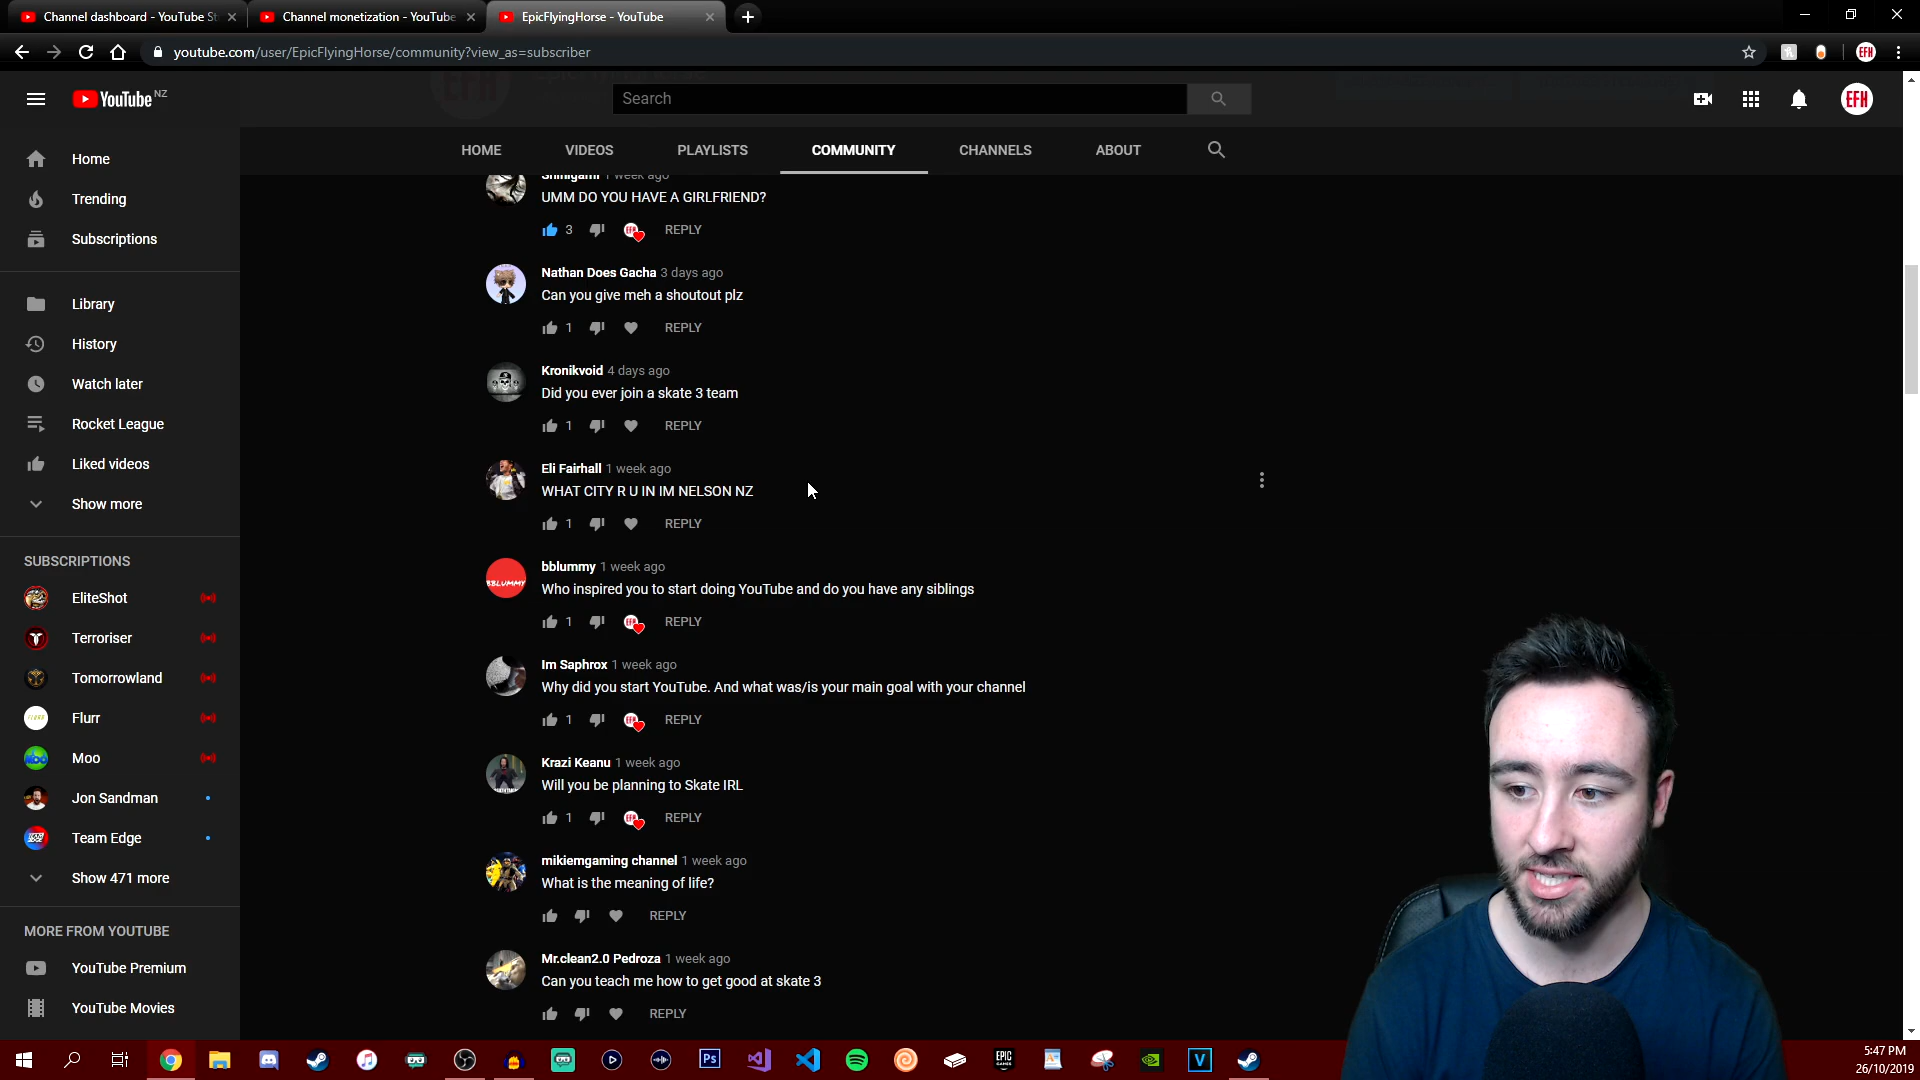 Channel dashboard - YouTube St
Channel monetization - YouTube
EpicFlyingHorse - YouTube
youtube.com/user/EpicFlyingHorse/community?view_as=subscriber
EFH
YouTube NZ
Search
EFH
HOME
VIDEOS
PLAYLISTS
COMMUNITY
CHANNELS
ABOUT
Home
Trending
Subscriptions
Library
History
Watch later
Rocket League
Liked videos
Show more
SUBSCRIPTIONS
EliteShot
Terroriser
Tomorrowland
Flurr
Moo
Jon Sandman
Team Edge
Show 471 more
MORE FROM YOUTUBE
YouTube Premium
YouTube Movies
Shinigami 1 week ago
UMM DO YOU HAVE A GIRLFRIEND?
3 REPLY
Nathan Does Gacha 3 days ago
Can you give meh a shoutout plz
1 REPLY
Kronikvoid 4 days ago
Did you ever join a skate 3 team
1 REPLY
Eli Fairhall 1 week ago
WHAT CITY R U IN IM NELSON NZ
1 REPLY
bblummy 1 week ago
Who inspired you to start doing YouTube and do you have any siblings
1 REPLY
Im Saphrox 1 week ago
Why did you start YouTube. And what was/is your main goal with your channel
1 REPLY
Krazi Keanu 1 week ago
Will you be planning to Skate IRL
1 REPLY
mikiemgaming channel 1 week ago
What is the meaning of life?
REPLY
Mr.clean2.0 Pedroza 1 week ago
Can you teach me how to get good at skate 3
REPLY
Ps
EPIC
GAMES
V
5:47 PM
26/10/2019